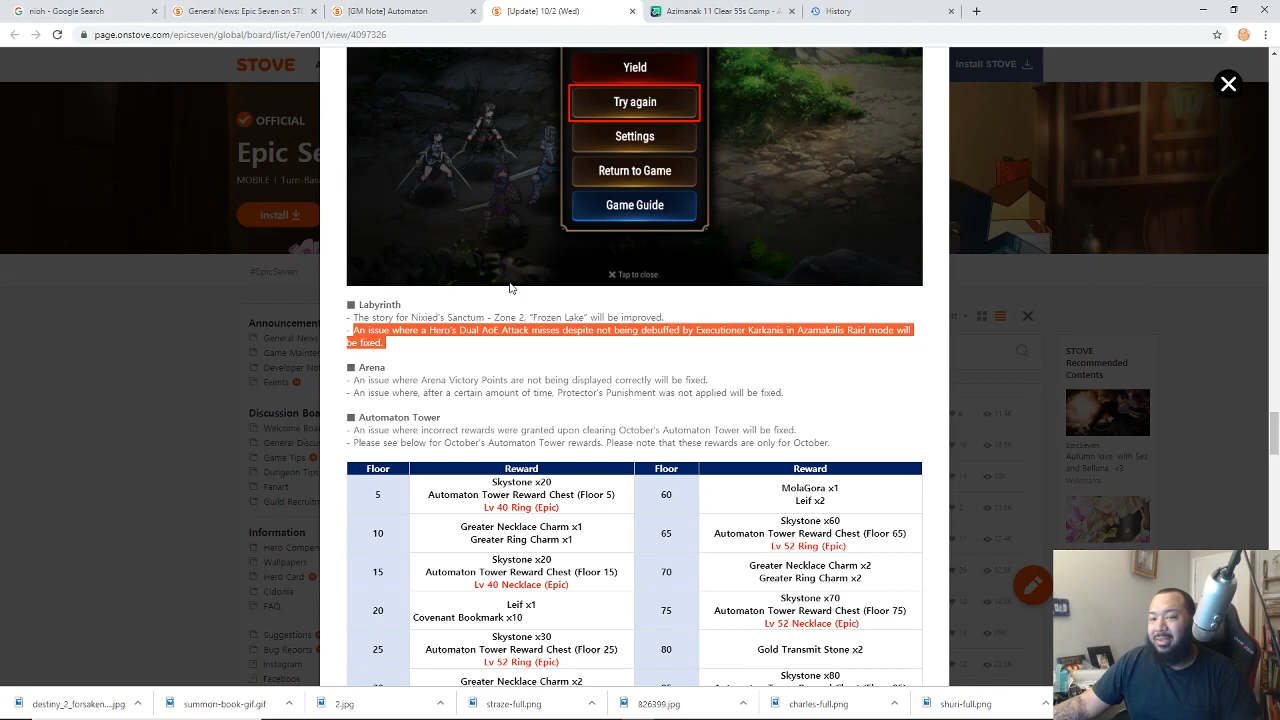 nioh - Google Search
General - Epic Seven on STOVE
[GM Note] Automaton
[Update] 10/2 (Wed)
Azimanak 11 Clear 55s Comp - A
History
page.onstove.com/epicseven/global/list/e7en001/view/4097326
STOVE
Install STOVE
OFFICIAL
Epic Se
MOBILE I Turn-Bas
Install
#EpicSeven
Yield
Try again
Settings
Return to Game
Game Guide
Tap to close.
■ Labyrinth
- The story for Nixied's Sanctum - Zone 2, "Frozen Lake" will be improved.
- An issue where a Hero's Dual AoE Attack misses despite not being debuffed by Executioner Karkanis in Azamakalis Raid mode will
be fixed.
■ Arena
- An issue where Arena Victory Points are not being displayed correctly will be fixed.
- An issue where, after a certain amount of time, Protector's Punishment was not applied will be fixed.
■ Automaton Tower
- An issue where incorrect rewards were granted upon clearing October's Automaton Tower will be fixed.
- Please see below for October's Automaton Tower rewards. Please note that these rewards are only for October.
Floor Reward Floor Reward
5
Skystone x20
Automaton Tower Reward Chest (Floor 5)
Lv 40 Ring (Epic)
60
MolaGora x1
Leif x2
10
Greater Necklace Charm x1
Greater Ring Charm x1
65
Skystone x60
Automaton Tower Reward Chest (Floor 65)
Lv 52 Ring (Epic)
15
Skystone x20
Automaton Tower Reward Chest (Floor 15)
Lv 40 Necklace (Epic)
70
Greater Necklace Charm x2
Greater Ring Charm x2
20
Leif x1
Covenant Bookmark x10
75
Skystone x70
Automaton Tower Reward Chest (Floor 75)
Lv 52 Necklace (Epic)
25
Skystone x30
Automaton Tower Reward Chest (Floor 25)
Lv 52 Ring (Epic)
80
Gold Transmit Stone x2
Greater Necklace Charm x2
Skystone x80
Announcement
General News
Game Mainte
Developer No
Events
Discussion Board
Welcome Boa
General Discu
Game Tips
Dungeon Tips
Fanart
Guild Recruitm
Information
Hero Compen
Wallpapers
Hero Card
Cidonia
FAQ
Suggestions
Bug Reports
Instagram
Facebook
STOVE
Recommended
Contents
EpicSeven
Autumn love, with Sez
and Bellona. <3
destiny_2_forsaken....jpg
summon-book-gif.gif
2.jpg
straze-full.png
826399.jpg
charles-full.png
shuri-full.png